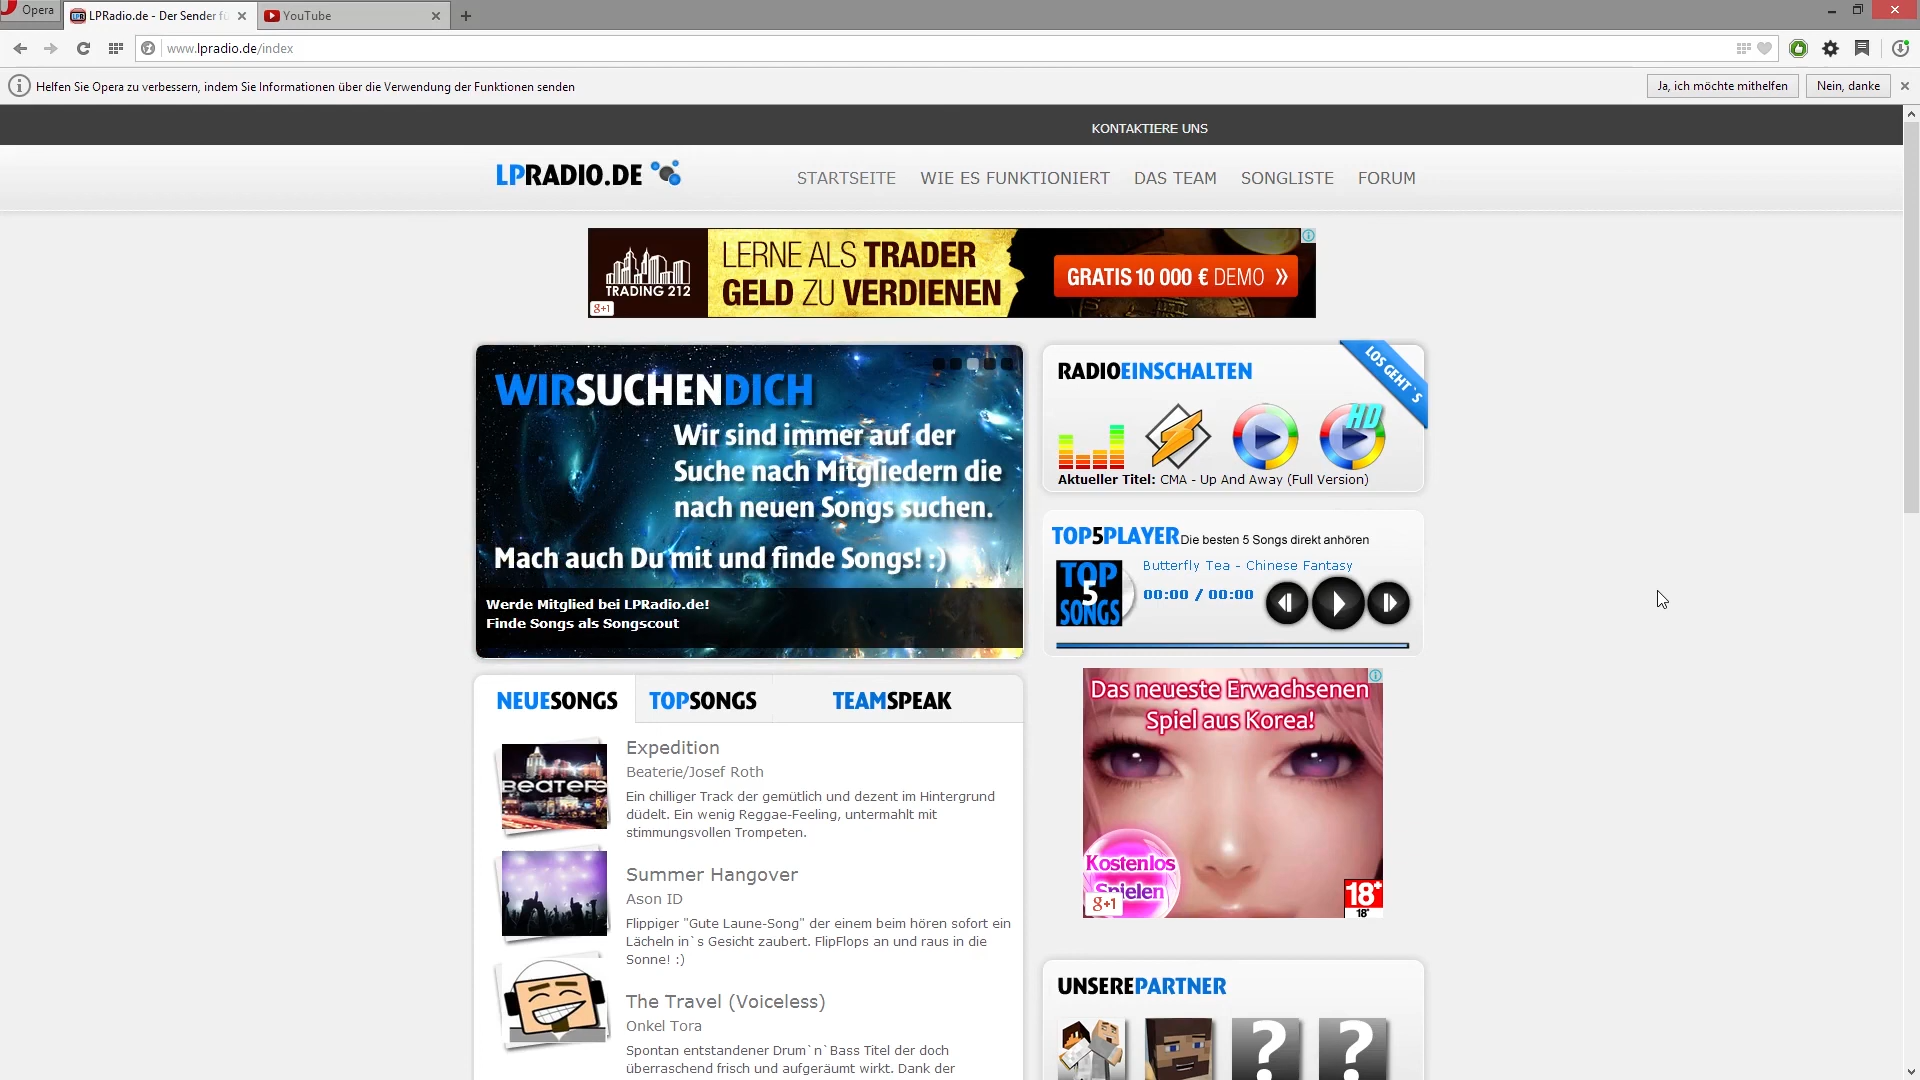 Opera
LPRadio.de - Der Sender fü
YouTube
www.lpradio.de/index
Helfen Sie Opera zu verbessern, indem Sie Informationen über die Verwendung der Funktionen senden
Ja, ich möchte mithelfen
Nein, danke
KONTAKTIERE UNS
LPRADIO.DE
STARTSEITE
WIE ES FUNKTIONIERT
DAS TEAM
SONGLISTE
FORUM
TRADING 212
g+1
LERNE ALS TRADER
GELD ZU VERDIENEN
GRATIS 10 000 € DEMO »
WIRSUCHENDICH
Wir sind immer auf der
Suche nach Mitgliedern die
nach neuen Songs suchen.
Mach auch Du mit und finde Songs! :)
Werde Mitglied bei LPRadio.de!
Finde Songs als Songscout
RADIOEINSCHALTEN
LOS GEHT`S
HD
Aktueller Titel: CMA - Up And Away (Full Version)
TOP5PLAYER Die besten 5 Songs direkt anhören
TOP
5
SONGS
Butterfly Tea - Chinese Fantasy
00:00 / 00:00
Das neueste Erwachsenen
Spiel aus Korea!
Kostenlos
Spielen
g+1
18+
18+
NEUESONGS
TOPSONGS
TEAMSPEAK
BEATERIE
Expedition
Beaterie/Josef Roth
Ein chilliger Track der gemütlich und dezent im Hintergrund
düdelt. Ein wenig Reggae-Feeling, untermahlt mit
stimmungsvollen Trompeten.
Summer Hangover
Ason ID
Flippiger "Gute Laune-Song" der einem beim hören sofort ein
Lächeln in`s Gesicht zaubert. FlipFlops an und raus in die
Sonne! :)
The Travel (Voiceless)
Onkel Tora
Spontan entstandener Drum`n`Bass Titel der doch
überraschend frisch und aufgeräumt wirkt. Dank der
UNSEREPARTNER
?
?